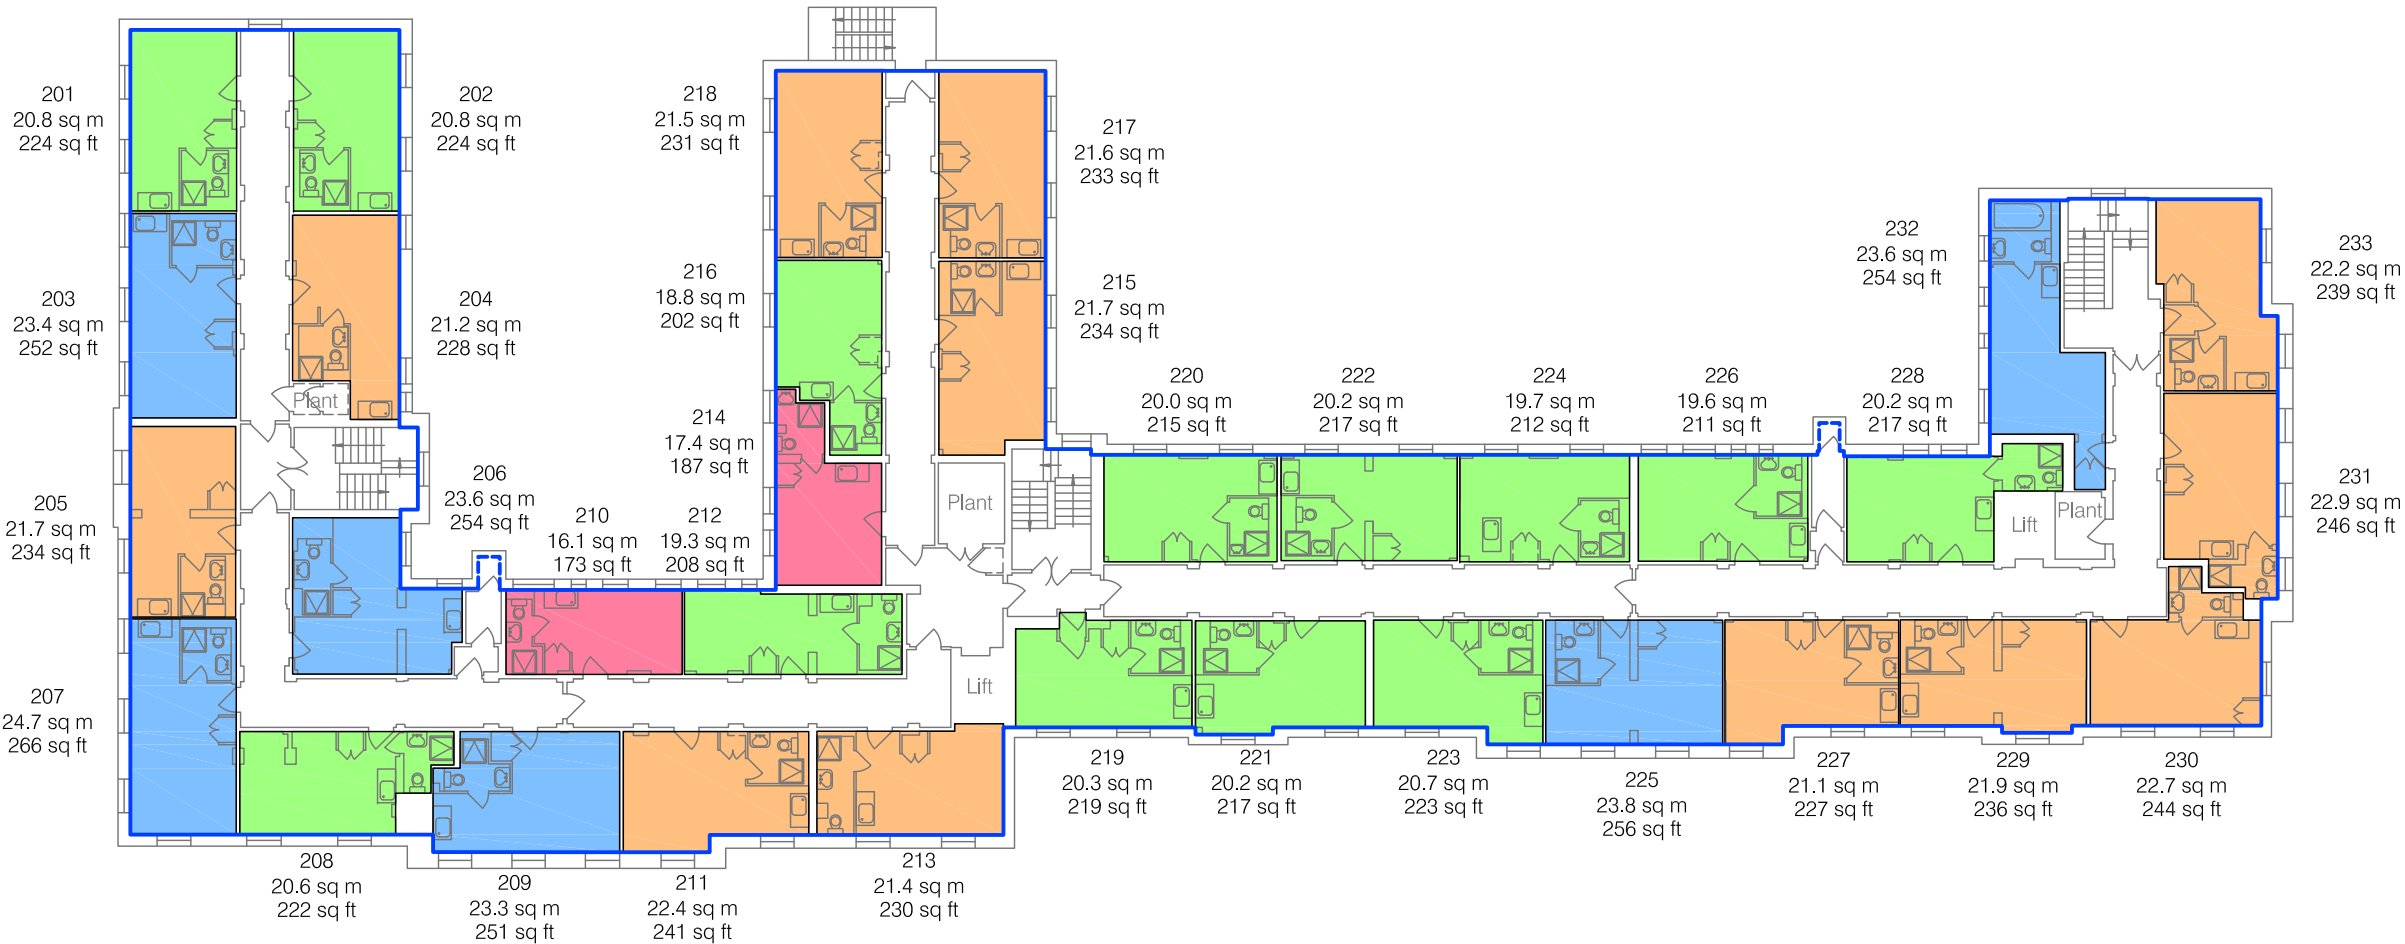 201
20.8 sq m
224 sq ft
202
20.8 sq m
224 sq ft
203
23.4 sq m
252 sq ft
204
21.2 sq m
228 sq ft
Plant
205
21.7 sq m
234 sq ft
206
23.6 sq m
254 sq ft
207
24.7 sq m
266 sq ft
208
20.6 sq m
222 sq ft
209
23.3 sq m
251 sq ft
210
16.1 sq m
173 sq ft
211
22.4 sq m
241 sq ft
212
19.3 sq m
208 sq ft
213
21.4 sq m
230 sq ft
214
17.4 sq m
187 sq ft
218
21.5 sq m
231 sq ft
216
18.8 sq m
202 sq ft
217
21.6 sq m
233 sq ft
215
21.7 sq m
234 sq ft
Plant
Lift
220
20.0 sq m
215 sq ft
222
20.2 sq m
217 sq ft
224
19.7 sq m
212 sq ft
226
19.6 sq m
211 sq ft
228
20.2 sq m
217 sq ft
232
23.6 sq m
254 sq ft
233
22.2 sq m
239 sq ft
231
22.9 sq m
246 sq ft
Lift
Plant
219
20.3 sq m
219 sq ft
221
20.2 sq m
217 sq ft
223
20.7 sq m
223 sq ft
225
23.8 sq m
256 sq ft
227
21.1 sq m
227 sq ft
229
21.9 sq m
236 sq ft
230
22.7 sq m
244 sq ft